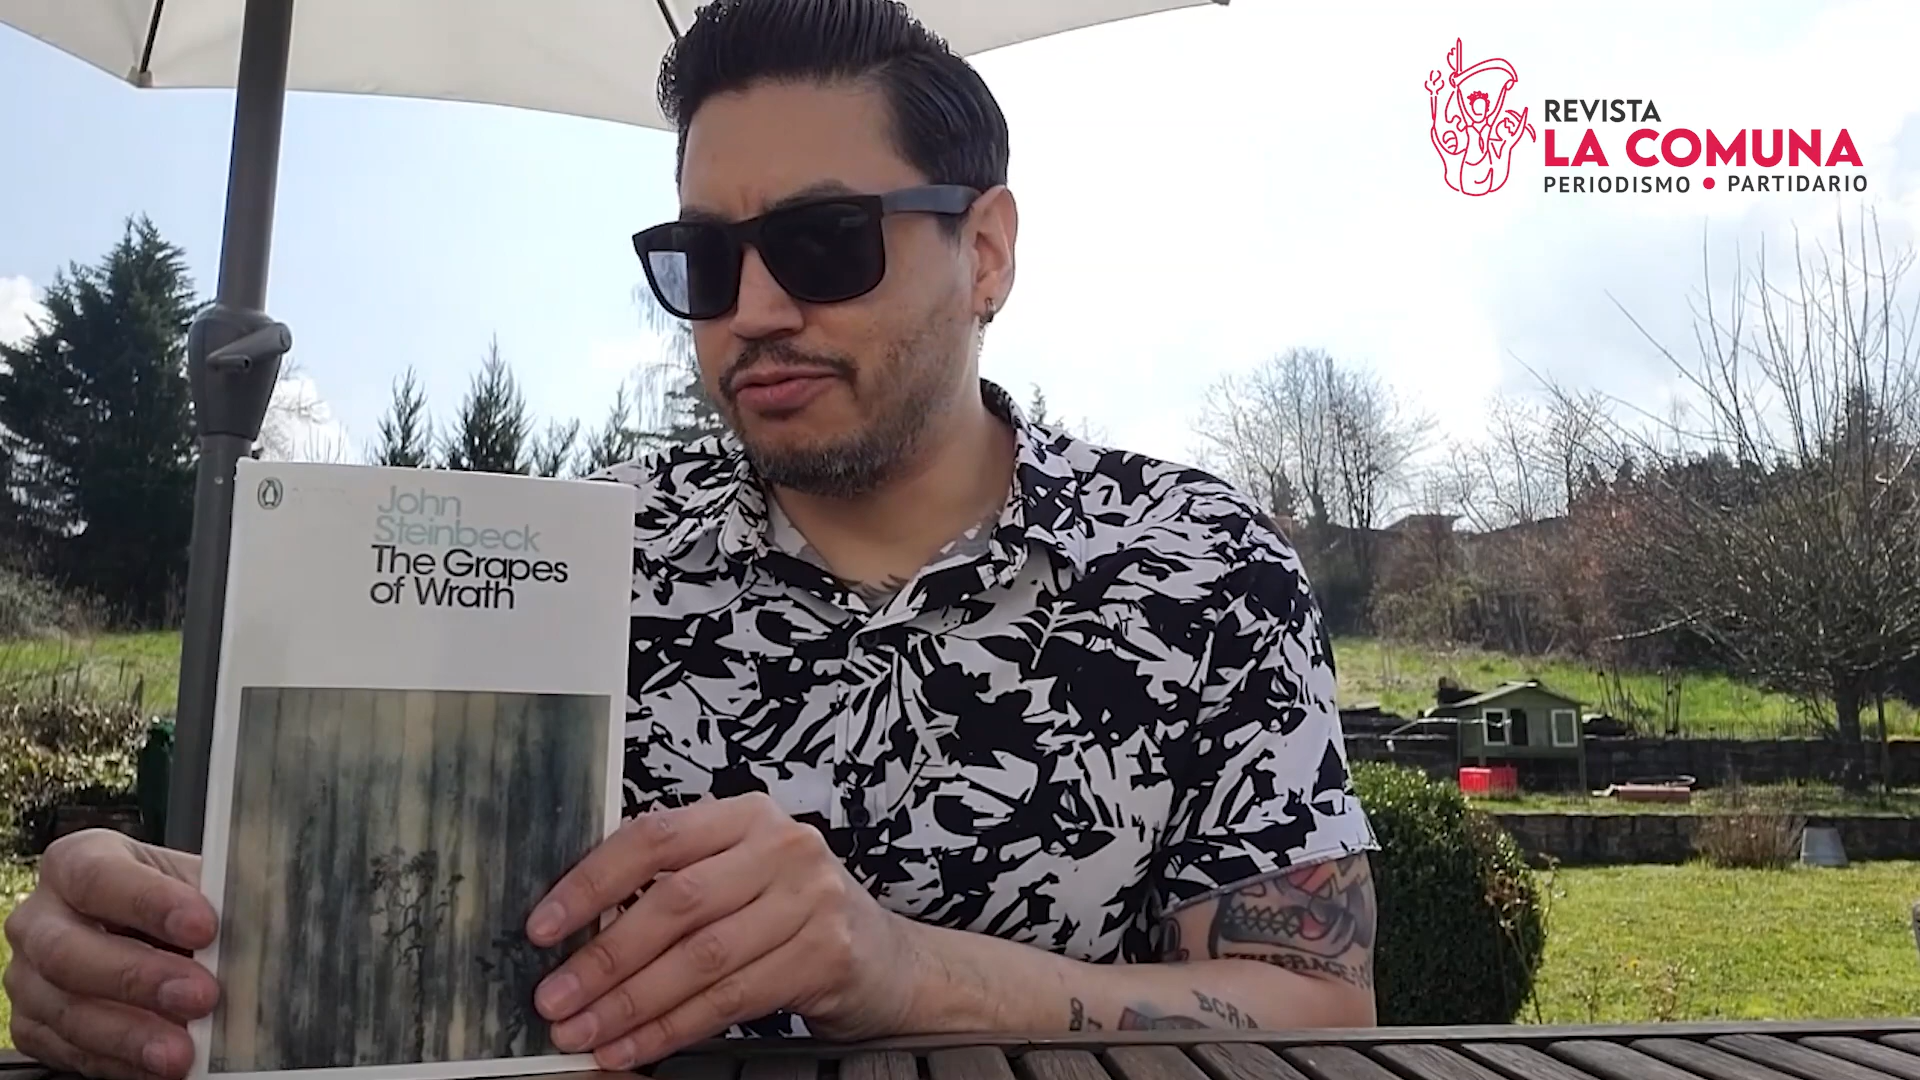 REVISTA
LA COMUNA
PERIODISMO • PARTIDARIO
John
Steinbeck
The Grapes
of Wrath